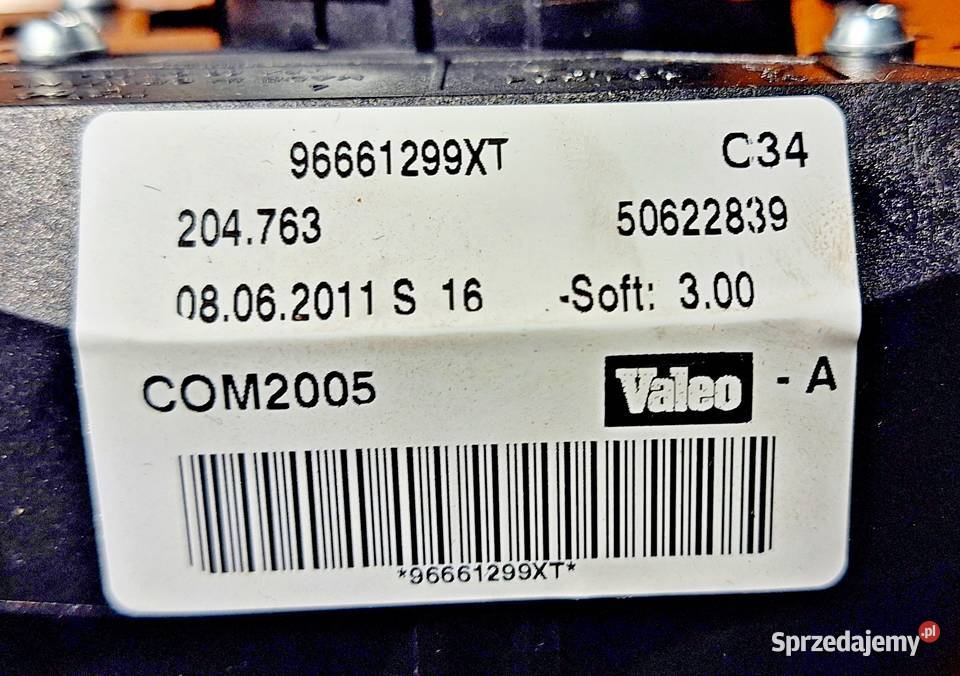 96661299XT C34
204.763 50622839
08.06.2011 S 16 -Soft: 3.00
COM2005 Valeo - A
*96661299XT*
Sprzedajemy.pl